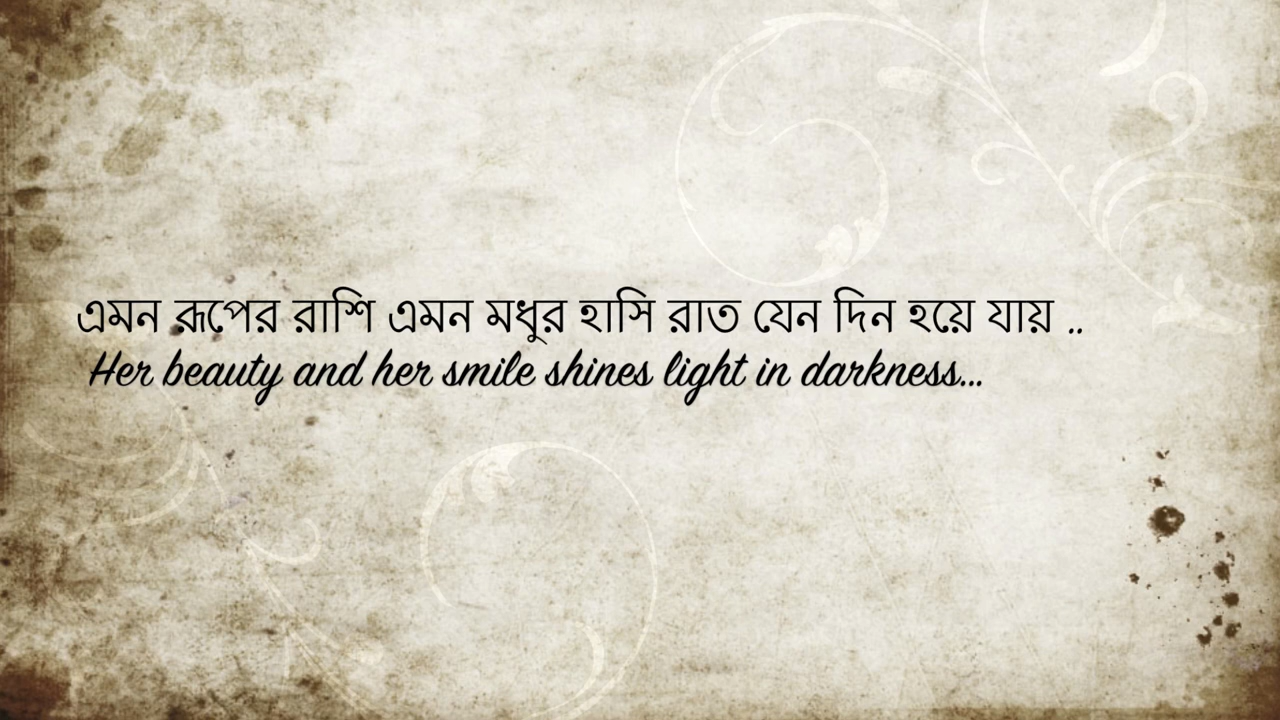 এমন রূপের রাশি এমন মধুর হাসি রাত যেন দিন হয়ে যায় ..
Her beauty and her smile shines light in darkness...